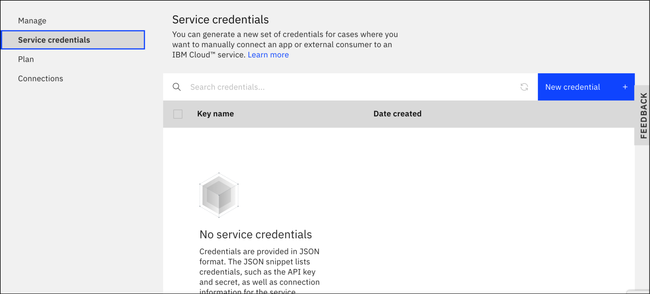 Manage
Service credentials
Plan
Connections
Service credentials
You can generate a new set of credentials for cases where you
want to manually connect an app or external consumer to an
IBM Cloud™ service. Learn more
Search credentials...
New credential +
FEEDBACK
Key name Date created
No service credentials
Credentials are provided in JSON
format. The JSON snippet lists
credentials, such as the API key
and secret, as well as connection
information for the service.